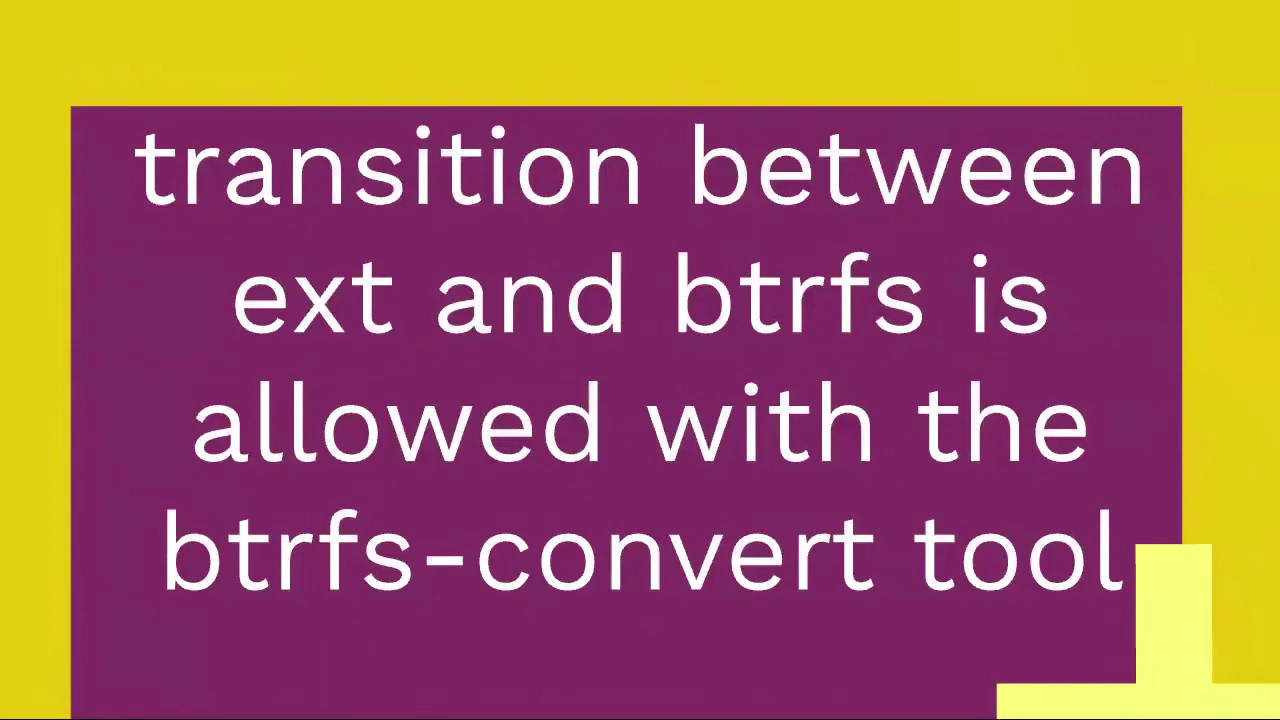 transition between
ext and btrfs is
allowed with the
btrfs-convert tool